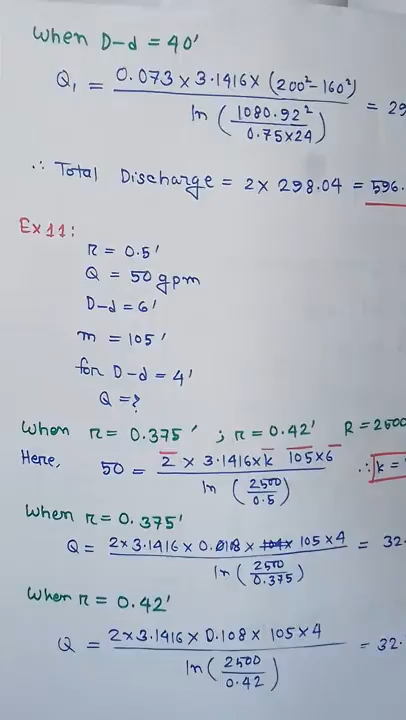 When D-d = 40'
Q₁ = 0.073 × 3.1416 × (200² - 160²) / ln (1080.92² / 0.75×24) = 29
∴ Total Discharge = 2 × 298.04 = 596.
Ex11:
r = 0.5'
Q = 50 gpm
D-d = 6'
m = 105'
for D-d = 4'
Q = ?
When r = 0.375' ; r = 0.42' R = 2500
Here, 50 = 2 × 3.1416 × k 105×6 / ln (2500 / 0.5) ∴ k =
When r = 0.375'
Q = 2 × 3.1416 × 0.108 × 105 × 4 / ln (2500 / 0.375) = 32.
When r = 0.42'
Q = 2 × 3.1416 × 0.108 × 105 × 4 / ln (2500 / 0.42) = 32.